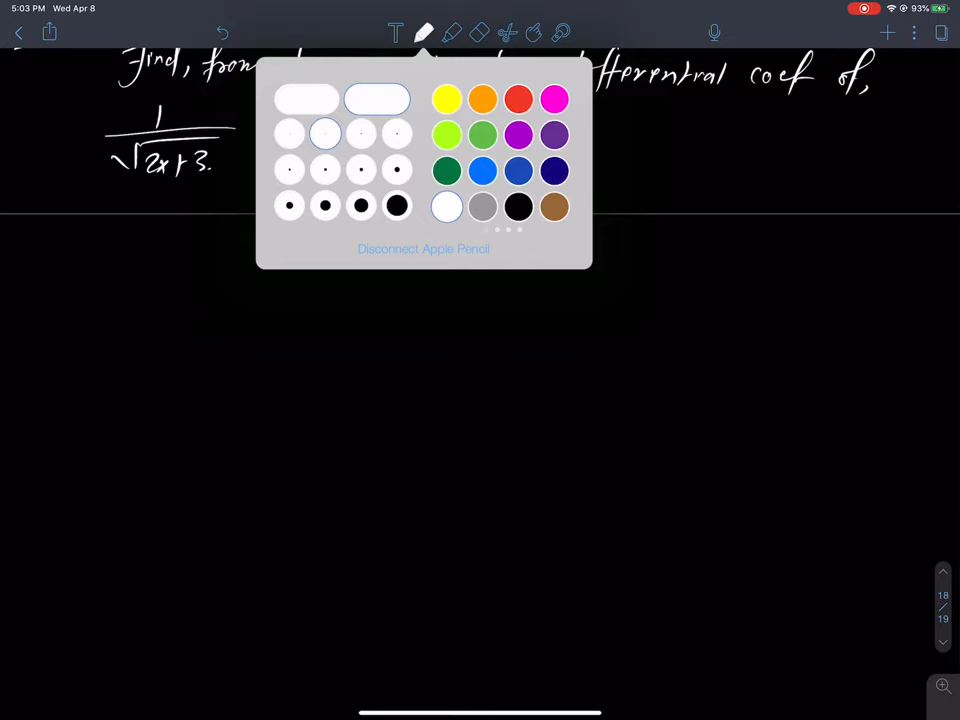 5:03 PM Wed Apr 8
93%
Find, from
fferential coef of,
1
√2x+3.
Disconnect Apple Pencil
18
/
19